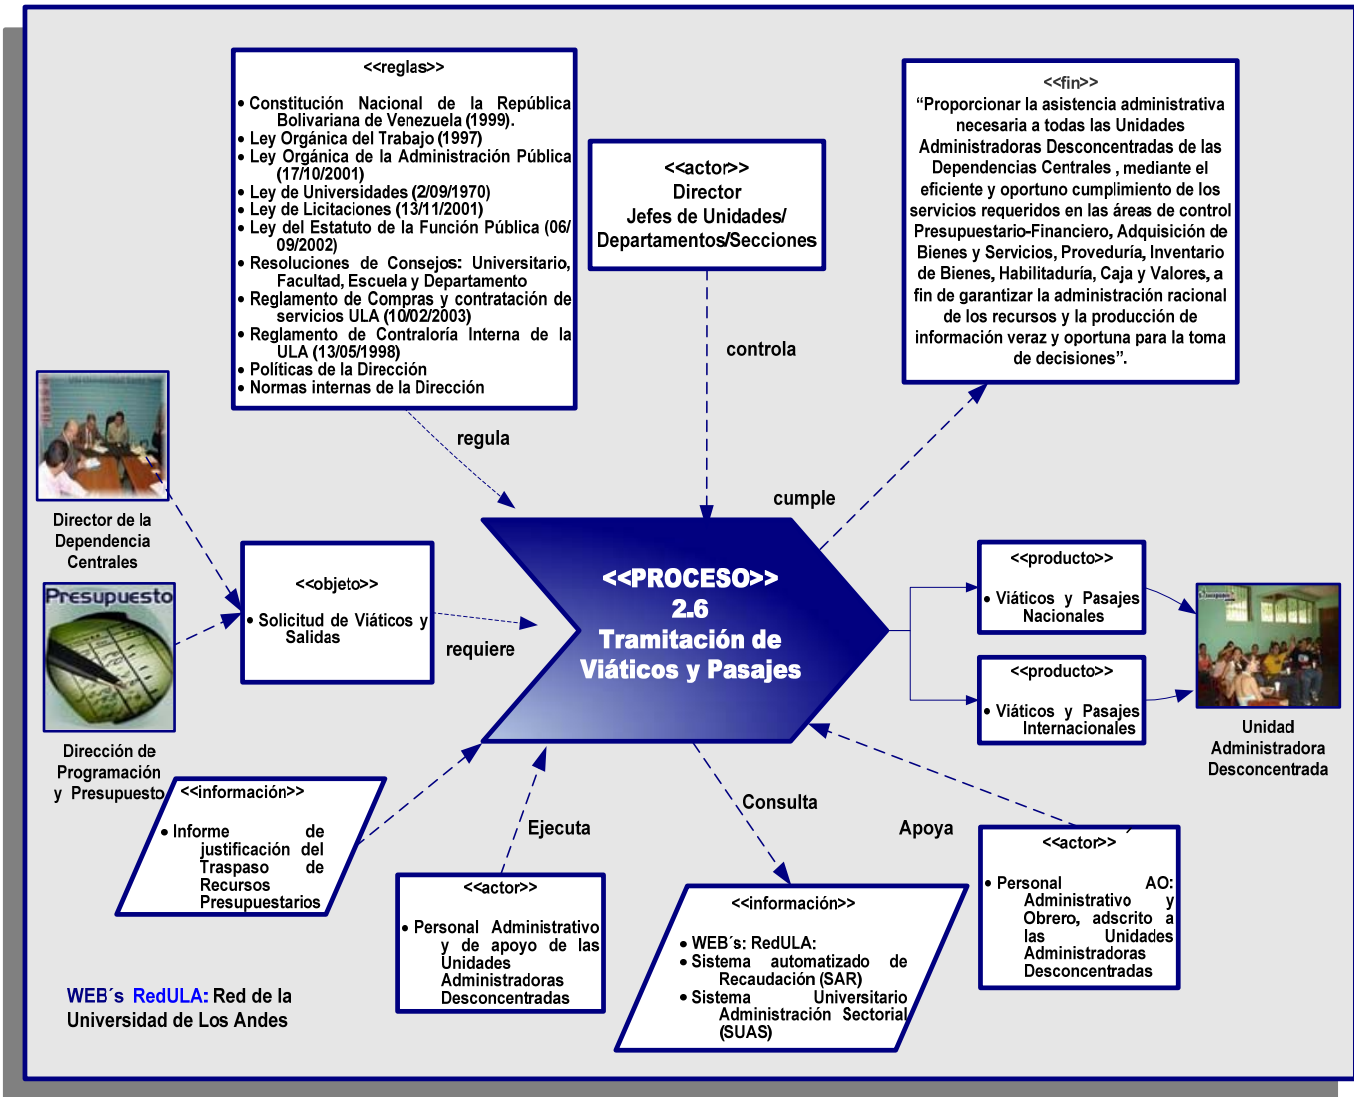 <<reglas>>
• Constitución Nacional de la República
Bolivariana de Venezuela (1999).
• Ley Orgánica del Trabajo (1997)
• Ley Orgánica de la Administración Pública
(17/10/2001)
• Ley de Universidades (2/09/1970)
• Ley de Licitaciones (13/11/2001)
• Ley del Estatuto de la Función Pública (06/
09/2002)
• Resoluciones de Consejos: Universitario,
Facultad, Escuela y Departamento
• Reglamento de Compras y contratación de
servicios ULA (10/02/2003)
• Reglamento de Contraloría Interna de la
ULA (13/05/1998)
• Políticas de la Dirección
• Normas internas de la Dirección
<<actor>>
Director
Jefes de Unidades/
Departamentos/Secciones
<<fin>>
“Proporcionar la asistencia administrativa
necesaria a todas las Unidades
Administradoras Desconcentradas de las
Dependencias Centrales , mediante el
eficiente y oportuno cumplimiento de los
servicios requeridos en las áreas de control
Presupuestario-Financiero, Adquisición de
Bienes y Servicios, Proveduría, Inventario
de Bienes, Habilitaduría, Caja y Valores, a
fin de garantizar la administración racional
de los recursos y la producción de
información veraz y oportuna para la toma
de decisiones”.
regula
controla
cumple
Director de la
Dependencia
Centrales
Presupuesto
Dirección de
Programación
y Presupuesto
<<objeto>>
• Solicitud de Viáticos y
Salidas
requiere
<<PROCESO>>
2.6
Tramitación de
Viáticos y Pasajes
<<producto>>
• Viáticos y Pasajes
Nacionales
<<producto>>
• Viáticos y Pasajes
Internacionales
Unidad
Administradora
Desconcentrada
<<información>>
• Informe de
justificación del
Traspaso de
Recursos
Presupuestarios
Ejecuta
<<actor>>
• Personal Administrativo
y de apoyo de las
Unidades
Administradoras
Desconcentradas
Consulta
<<información>>
• WEB´s: RedULA:
• Sistema automatizado de
Recaudación (SAR)
• Sistema Universitario
Administración Sectorial
(SUAS)
Apoya
<<actor>>
• Personal AO:
Administrativo y
Obrero, adscrito a
las Unidades
Administradoras
Desconcentradas
WEB´s RedULA: Red de la
Universidad de Los Andes